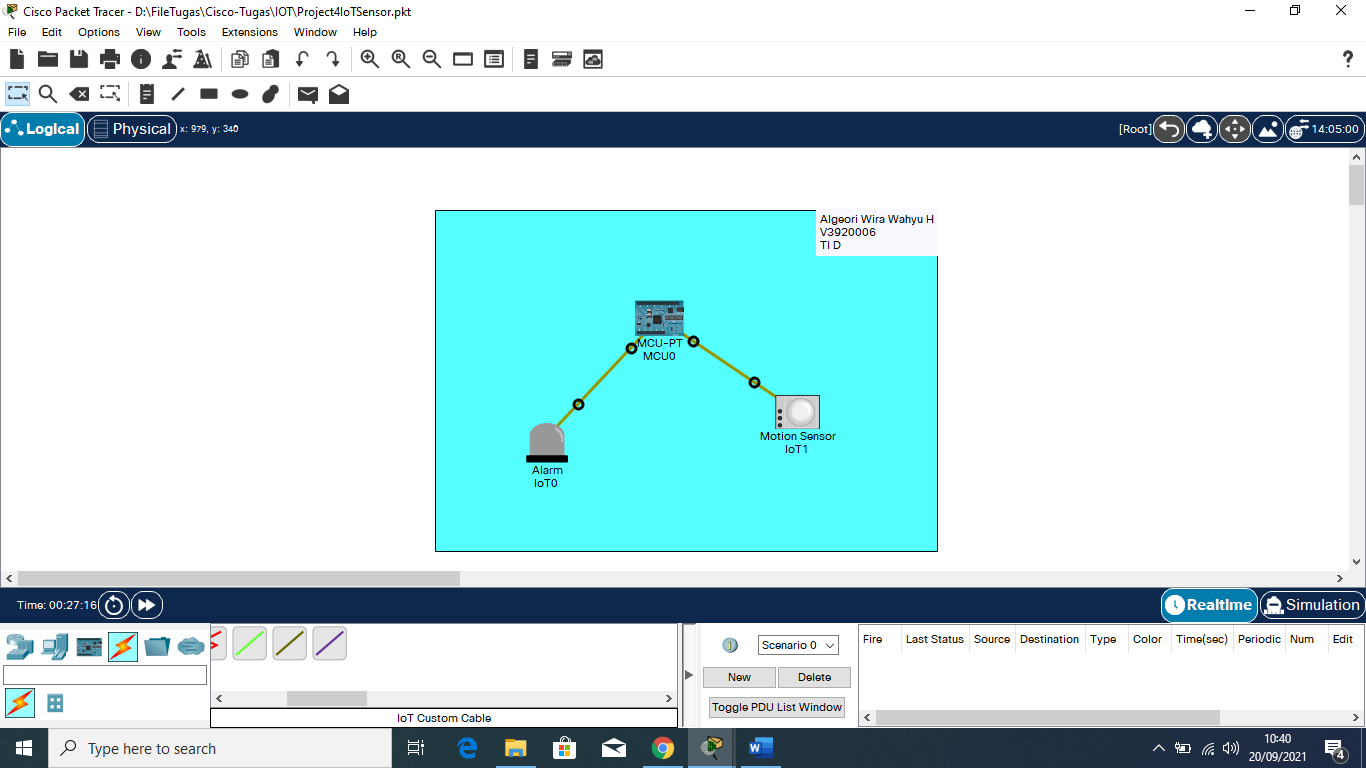 Cisco Packet Tracer - D:\FileTugas\Cisco-Tugas\IOT\Project4IoTSensor.pkt
File Edit Options View Tools Extensions Window Help
Logical Physical x: 979, y: 340 [Root] 14:05:00
Algeori Wira Wahyu H
V3920006
TI D
MCU-PT
MCU0
Motion Sensor
IoT1
Alarm
IoT0
Time: 00:27:16 Realtime Simulation
Scenario 0
New Delete
Toggle PDU List Window
Fire Last Status Source Destination Type Color Time(sec) Periodic Num Edit
IoT Custom Cable
Type here to search
10:40
20/09/2021
4